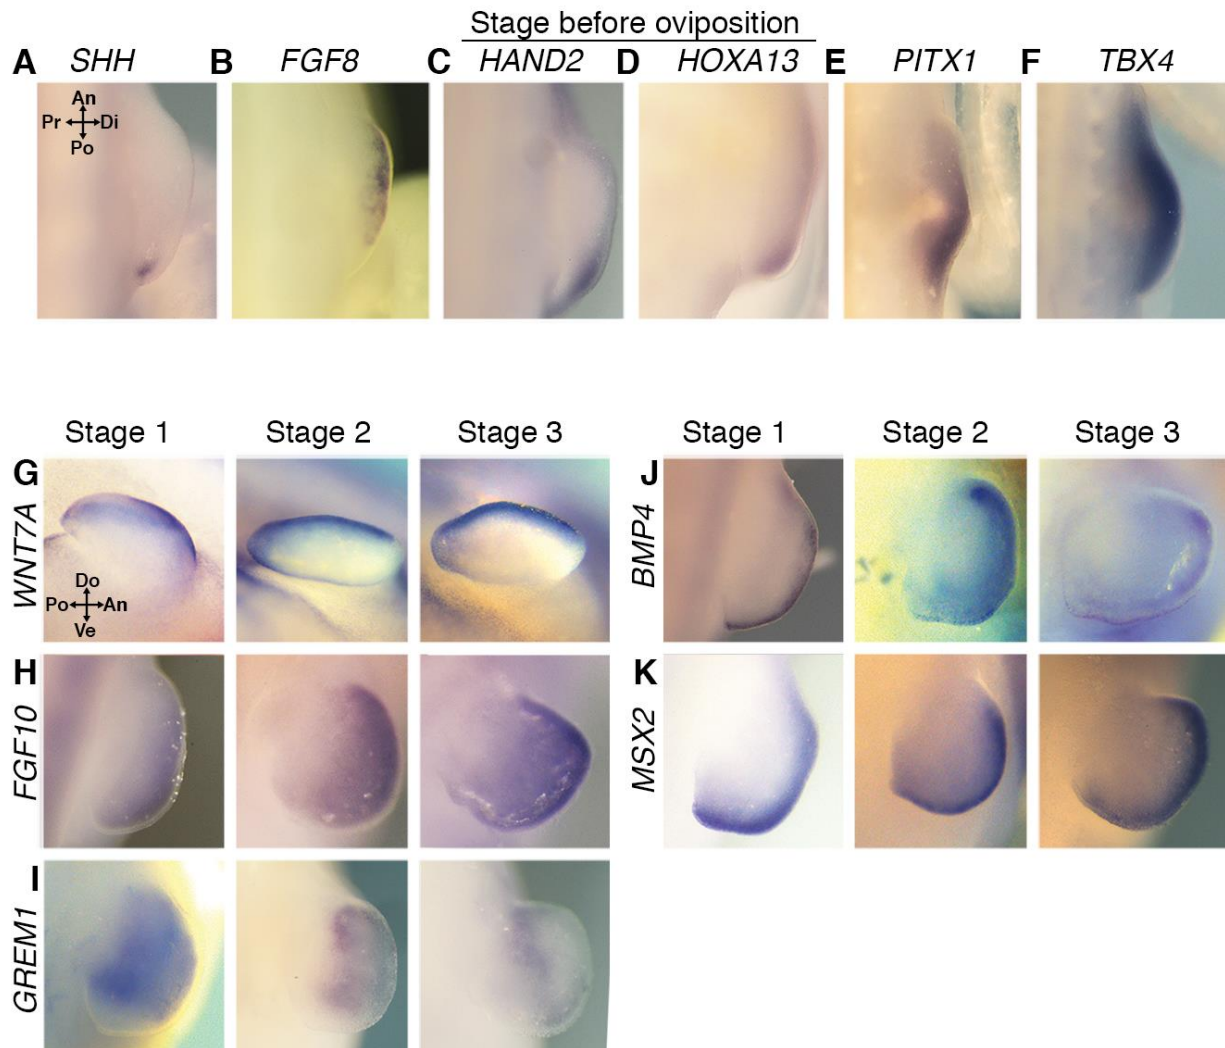 Stage before oviposition
A SHH B FGF8 C HAND2 D HOXA13 E PITX1 F TBX4
An
Pr Di
Po
Stage 1 Stage 2 Stage 3 Stage 1 Stage 2 Stage 3
G WNT7A
Do
Po An
Ve
J BMP4
H FGF10
K MSX2
I GREM1